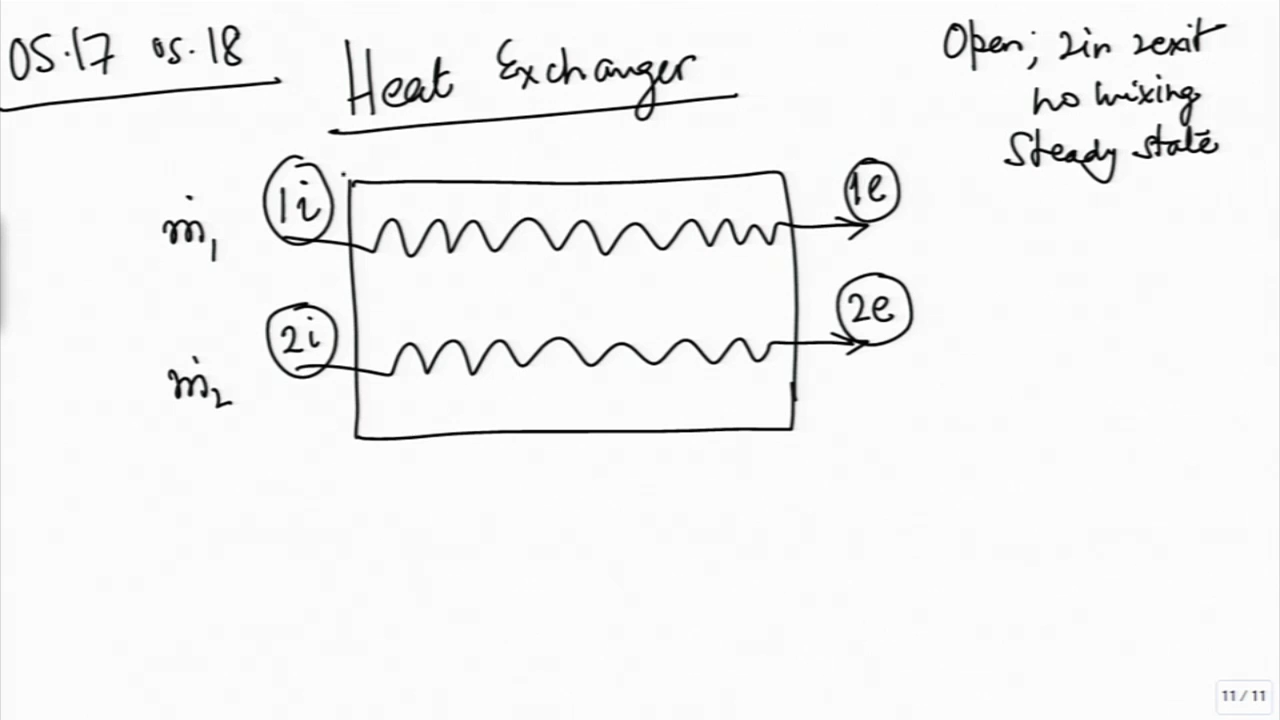 05.17 05.18
Heat Exchanger
Open; 2in 2exit
no mixing
Steady state
ṁ₁
1i
1e
ṁ₂
2i
2e
11 / 11